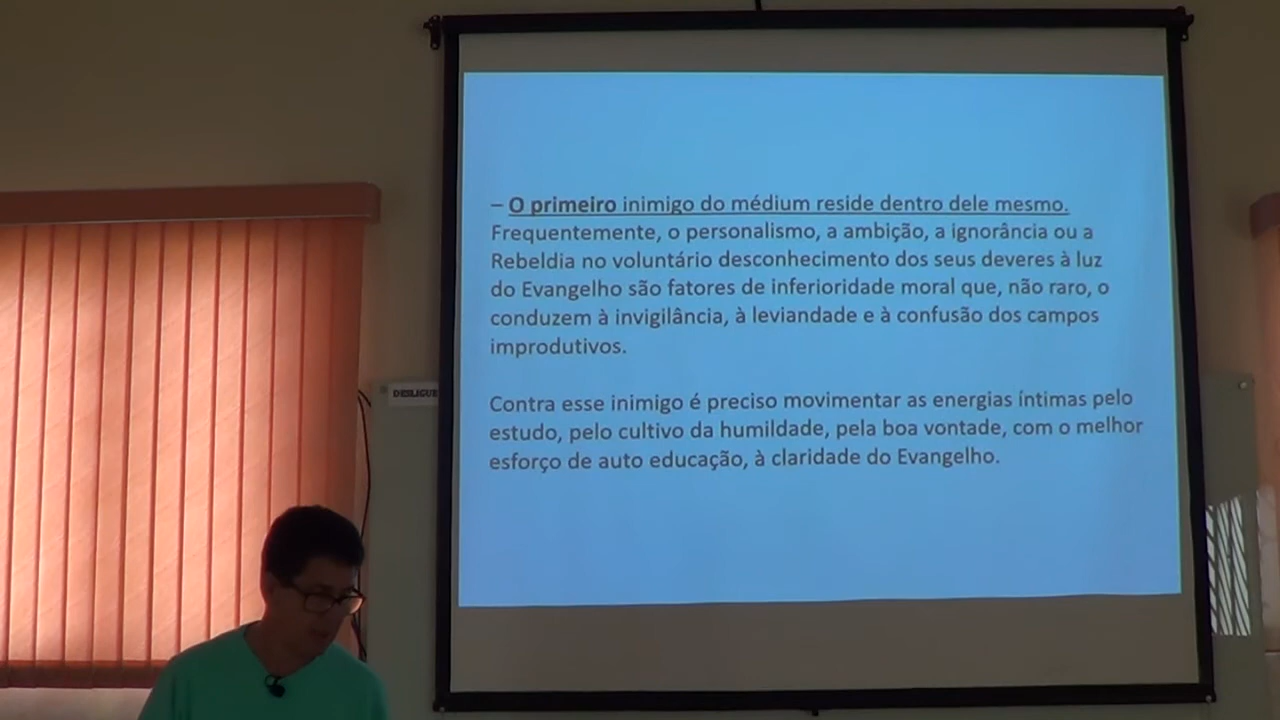 – O primeiro inimigo do médium reside dentro dele mesmo.
Frequentemente, o personalismo, a ambição, a ignorância ou a
Rebeldia no voluntário desconhecimento dos seus deveres à luz
do Evangelho são fatores de inferioridade moral que, não raro, o
conduzem à invigilância, à leviandade e à confusão dos campos
improdutivos.
Contra esse inimigo é preciso movimentar as energias íntimas pelo
estudo, pelo cultivo da humildade, pela boa vontade, com o melhor
esforço de auto educação, à claridade do Evangelho.
DESLIGUE